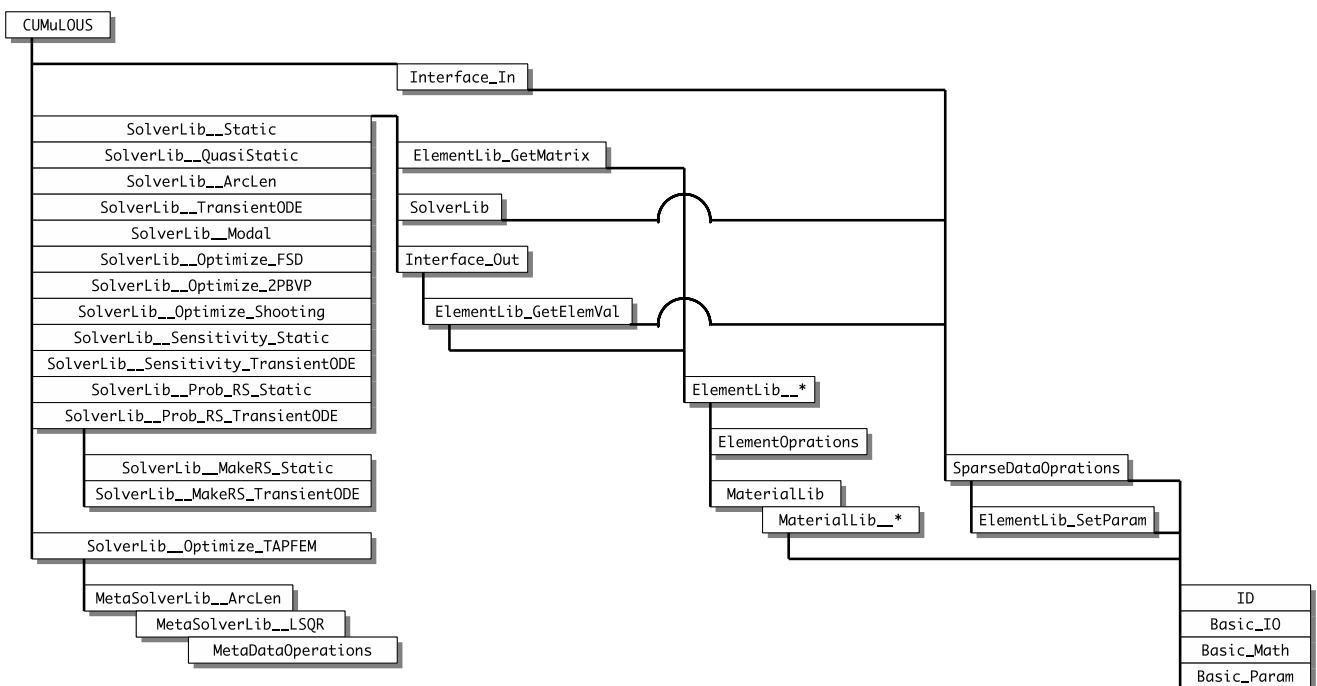 CUMuLOUS
Interface_In
SolverLib__Static
SolverLib__QuasiStatic
SolverLib__ArcLen
SolverLib__TransientODE
SolverLib__Modal
SolverLib__Optimize_FSD
SolverLib__Optimize_2PBVP
SolverLib__Optimize_Shooting
SolverLib__Sensitivity_Static
SolverLib__Sensitivity_TransientODE
SolverLib__Prob_RS_Static
SolverLib__Prob_RS_TransientODE
SolverLib__MakeRS_Static
SolverLib__MakeRS_TransientODE
SolverLib__Optimize_TAPFEM
MetaSolverLib__ArcLen
MetaSolverLib__LSQR
MetaDataOperations
ElementLib_GetMatrix
SolverLib
Interface_Out
ElementLib_GetElemVal
ElementLib__*
ElementOprations
MaterialLib
MaterialLib__*
SparseDataOprations
ElementLib_SetParam
ID
Basic_IO
Basic_Math
Basic_Param